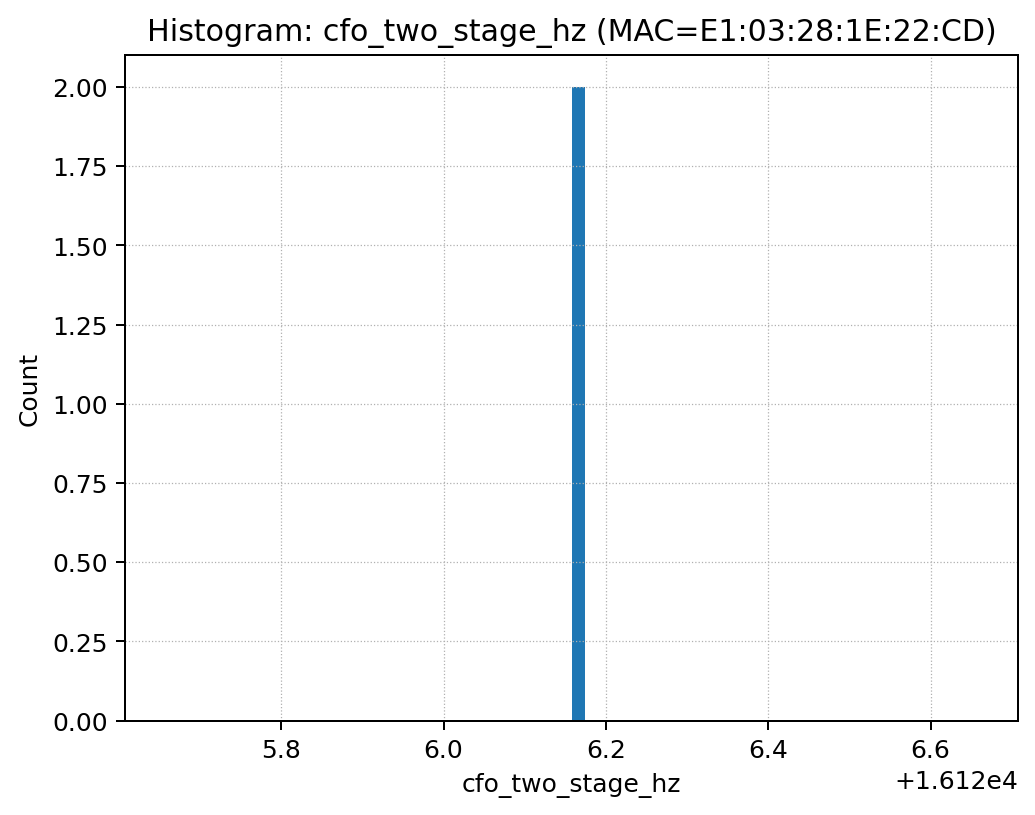 Histogram: cfo_two_stage_hz (MAC=E1:03:28:1E:22:CD)
2.00
1.75
1.50
1.25
1.00
0.75
0.50
0.25
0.00
Count
5.8 6.0 6.2 6.4 6.6
cfo_two_stage_hz
+1.612e4